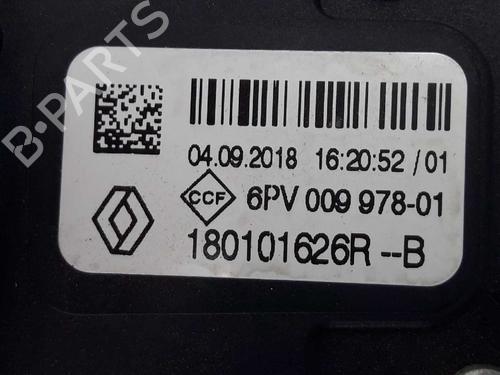 B-PARTS
04.09.2018 16:20:52 /01
CCF 6PV 009 978-01
180101626R --B